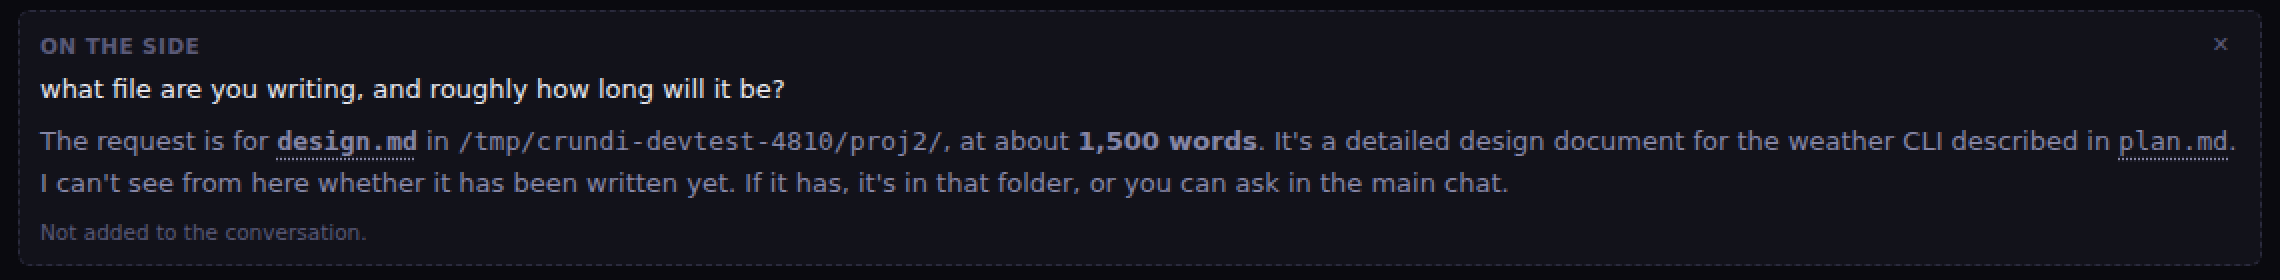 ON THE SIDE
×
what file are you writing, and roughly how long will it be?
The request is for design.md in /tmp/crundi-devtest-4810/proj2/, at about 1,500 words. It's a detailed design document for the weather CLI described in plan.md.
I can't see from here whether it has been written yet. If it has, it's in that folder, or you can ask in the main chat.
Not added to the conversation.